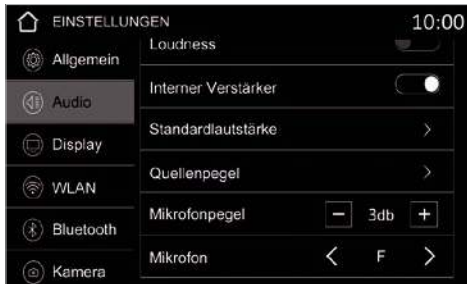 EINSTELLUNGEN 10:00
Allgemein
Audio
Display
WLAN
Bluetooth
Kamera
Loudness
Interner Verstärker
Standardlautstärke >
Quellenpegel >
Mikrofonpegel − 3db +
Mikrofon < F >